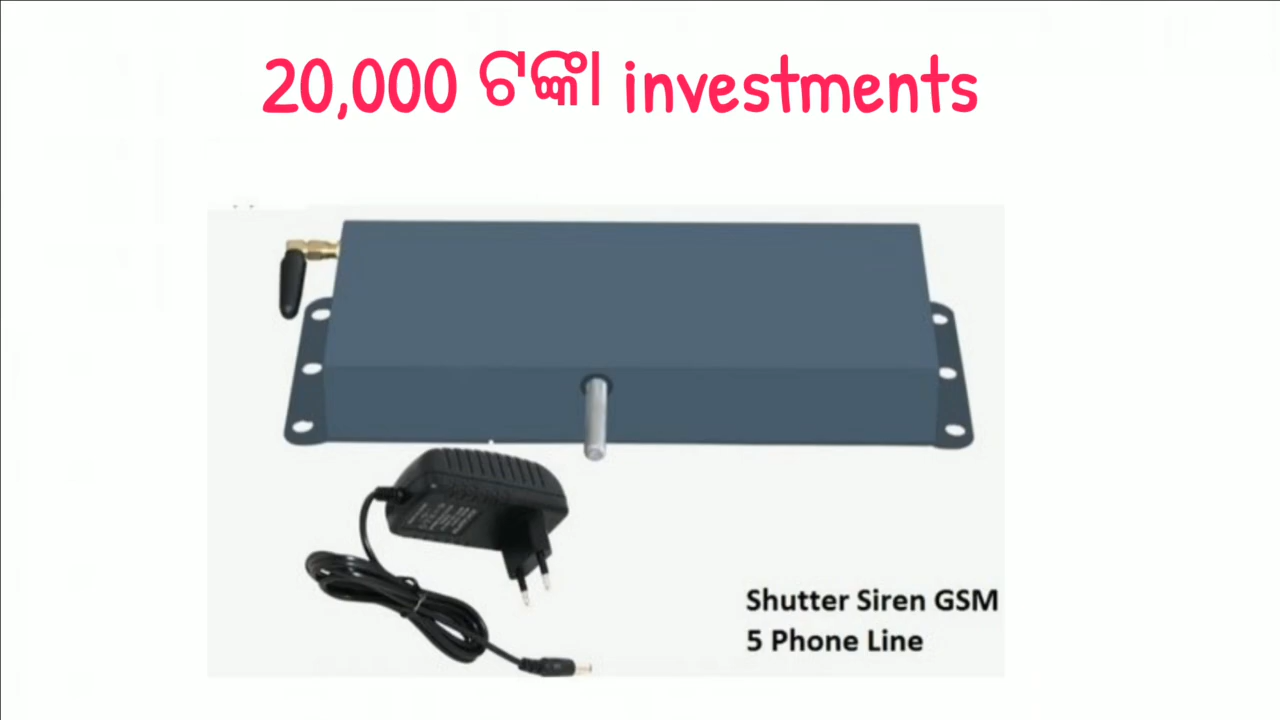 20,000 ଟଙ୍କା investments
Shutter Siren GSM
5 Phone Line